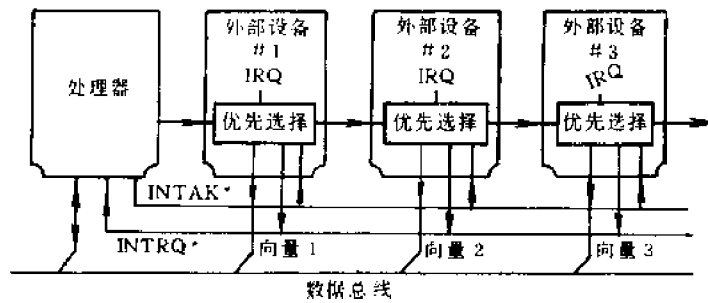 处理器
外部设备
#1
IRQ
优先选择
外部设备
#2
IRQ
优先选择
外部设备
#3
IRQ
优先选择
INTAK*
INTRQ*
向量1
向量2
向量3
数据总线